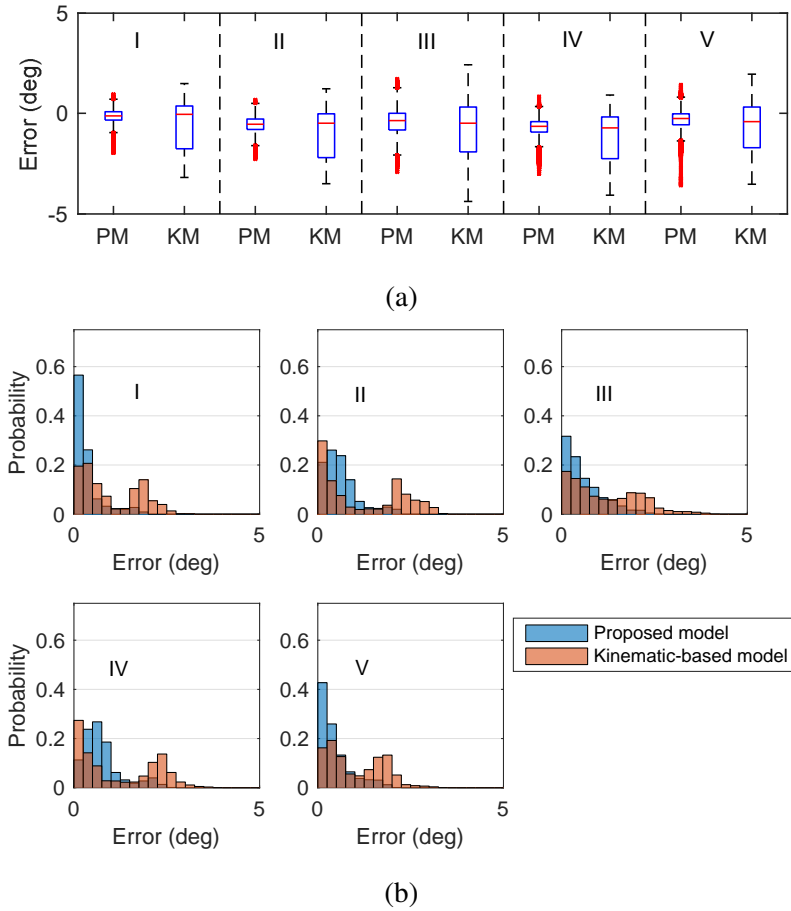 5
I II III IV V
Error (deg)
0
-5
PM KM PM KM PM KM PM KM PM KM
(a)
Probability
0.6
0.4
0.2
0
I
0 5
Error (deg)
0.6
0.4
0.2
0
II
0 5
Error (deg)
0.6
0.4
0.2
0
III
0 5
Error (deg)
Probability
0.6
0.4
0.2
0
IV
0 5
Error (deg)
0.6
0.4
0.2
0
V
0 5
Error (deg)
Proposed model
Kinematic-based model
(b)